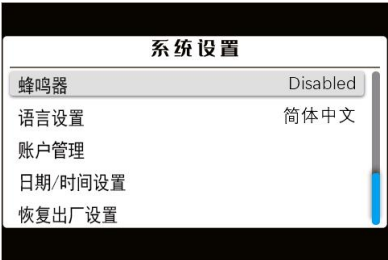 系统设置
蜂鸣器 Disabled
语言设置 简体中文
账户管理
日期/时间设置
恢复出厂设置